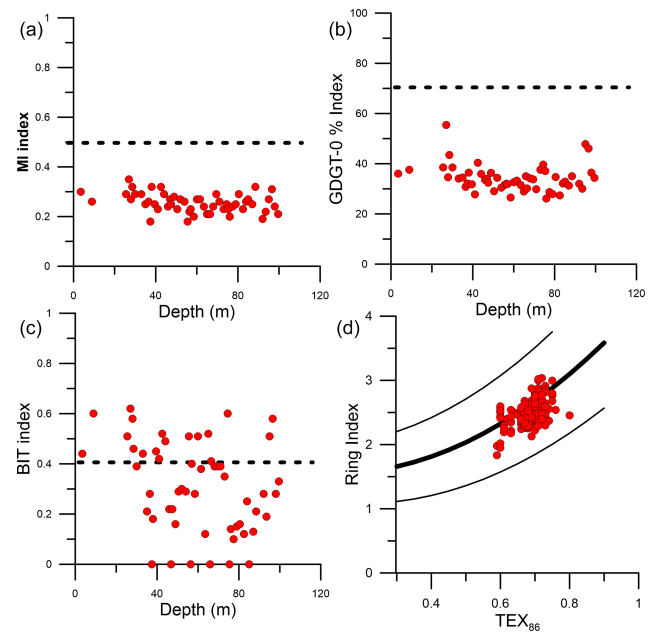 (a)
1
0.8
0.6
0.4
0.2
0
MI index
0 40 80 120
Depth (m)
(b)
100
80
60
40
20
0
GDGT-0 % Index
0 40 80 120
Depth (m)
(c)
1
0.8
0.6
0.4
0.2
0
BIT index
0 40 80 120
Depth (m)
(d)
4
3
2
1
0
Ring Index
0.4 0.6 0.8 1
TEX86